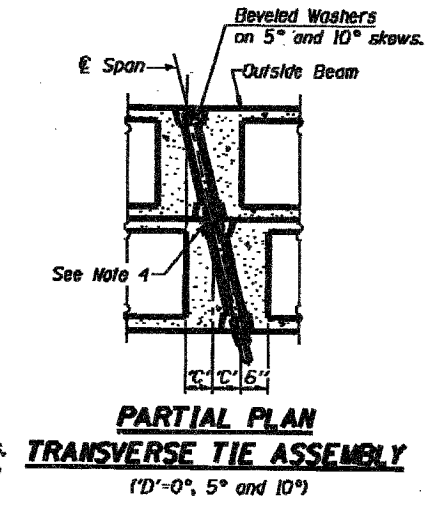 Beveled Washers
on 5° and 10° skews.
℄ Span
Outside Beam
See Note 4
'C' 'C' 6"
PARTIAL PLAN
TRANSVERSE TIE ASSEMBLY
('D'=0°, 5° and 10°)